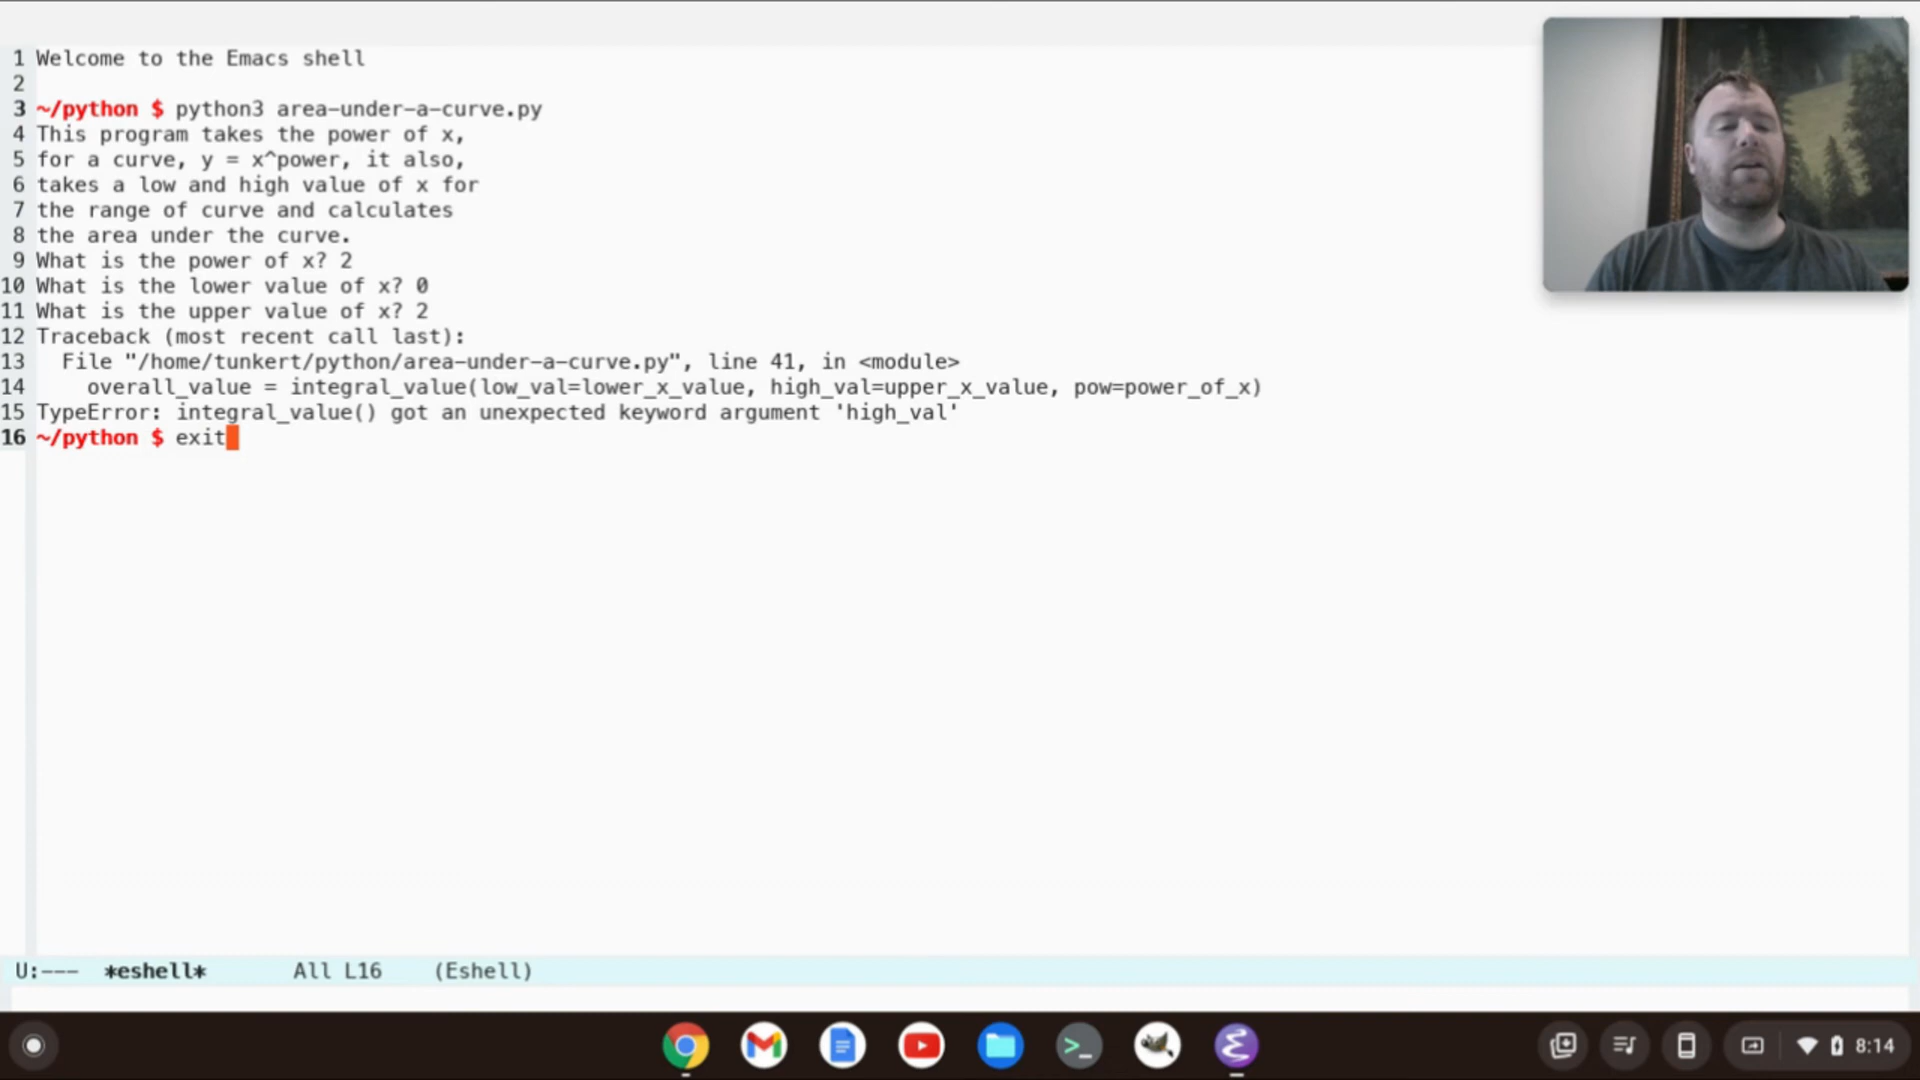 1 Welcome to the Emacs shell
2
3 ~/python $ python3 area-under-a-curve.py
4 This program takes the power of x,
5 for a curve, y = x^power, it also,
6 takes a low and high value of x for
7 the range of curve and calculates
8 the area under the curve.
9 What is the power of x? 2
10 What is the lower value of x? 0
11 What is the upper value of x? 2
12 Traceback (most recent call last):
13   File "/home/tunkert/python/area-under-a-curve.py", line 41, in <module>
14     overall_value = integral_value(low_val=lower_x_value, high_val=upper_x_value, pow=power_of_x)
15 TypeError: integral_value() got an unexpected keyword argument 'high_val'
16 ~/python $ exit
U:--- *eshell* All L16 (Eshell)
8:14